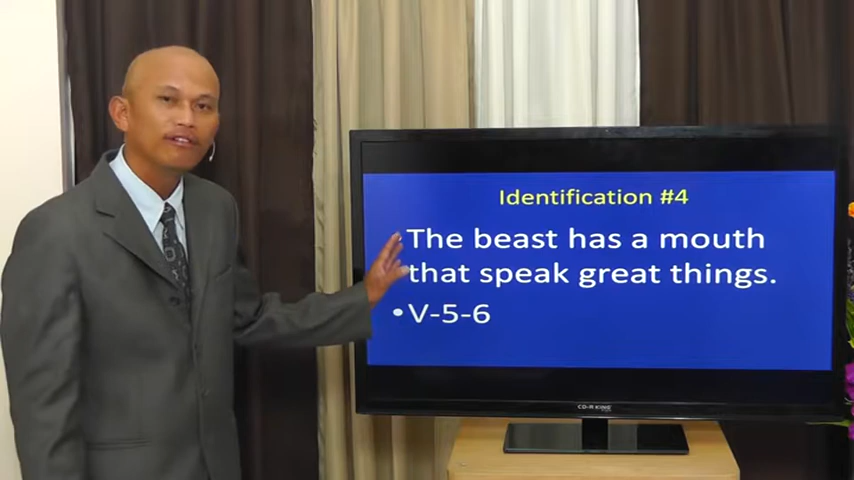 Identification #4
The beast has a mouth
that speak great things.
•V-5-6
CD-R KING